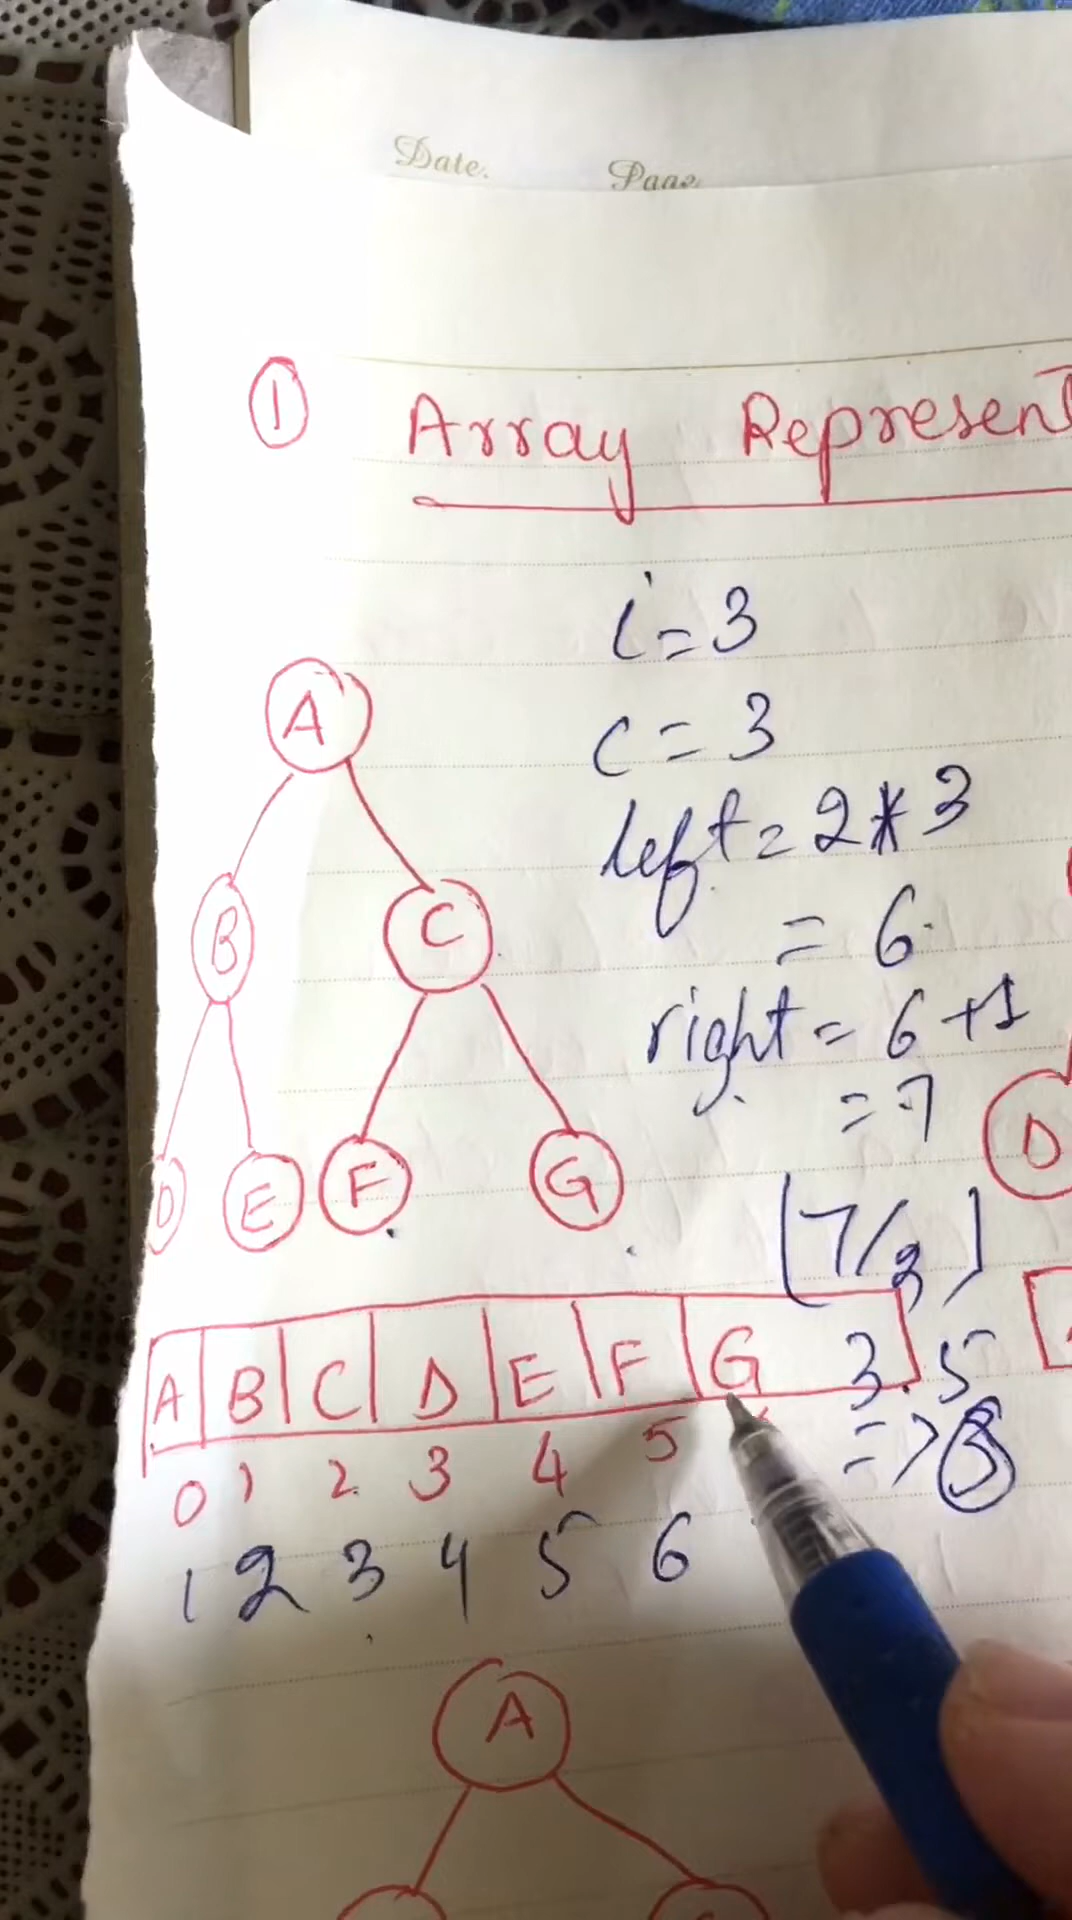 Date. Page
1 Array Represent
i = 3
c = 3
left = 2 * 3
= 6
right = 6 + 1
= 7
A
B C
D E F G
D
[7/2]
3.5
=> 3
A B C D E F G
0 1 2 3 4 5
1 2 3 4 5 6
A